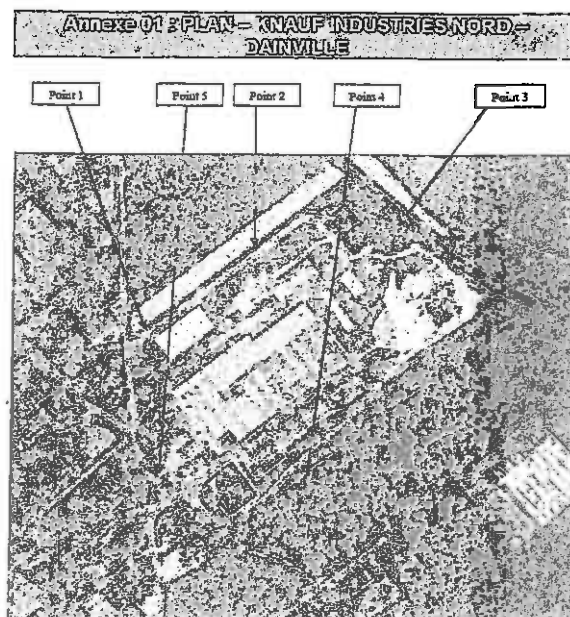 Annexe 01 : PLAN – KNAUF INDUSTRIES NORD –
DAINVILLE
Point 1
Point 5
Point 2
Point 4
Point 3